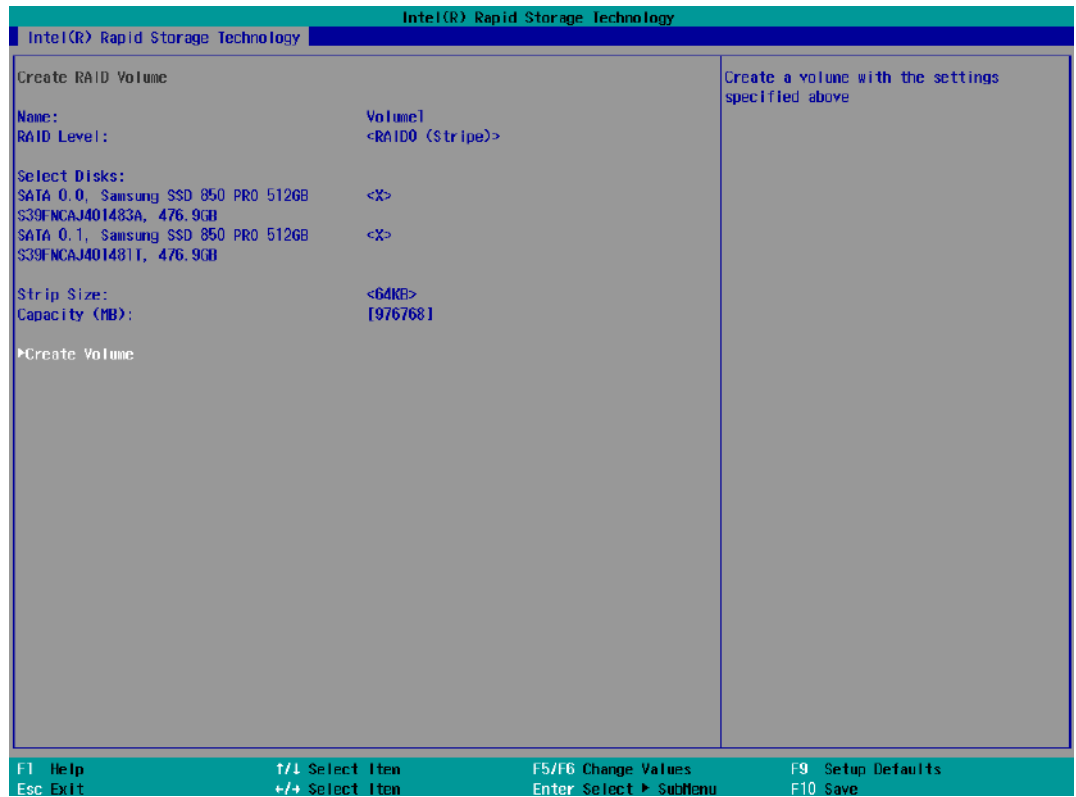 Intel(R) Rapid Storage Technology
Intel(R) Rapid Storage Technology
Create RAID Volume
Create a volume with the settings
specified above
Name: Volume1
RAID Level: <RAID0 (Stripe)>
Select Disks:
SATA 0.0, Samsung SSD 850 PRO 512GB <X>
S39FNCAJ401483A, 476.9GB
SATA 0.1, Samsung SSD 850 PRO 512GB <X>
S39FNCAJ401481T, 476.9GB
Strip Size: <64KB>
Capacity (MB): [976768]
▶Create Volume
F1 Help ↑/↓ Select Item F5/F6 Change Values F9 Setup Defaults
Esc Exit ←/→ Select Item Enter Select ▶ SubMenu F10 Save